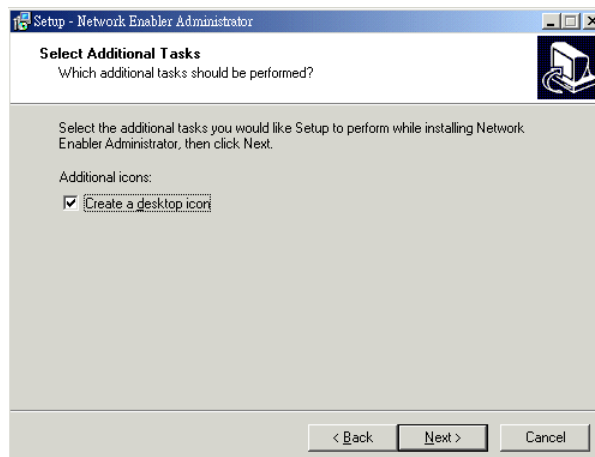 Setup - Network Enabler Administrator
Select Additional Tasks
Which additional tasks should be performed?
Select the additional tasks you would like Setup to perform while installing Network
Enabler Administrator, then click Next.
Additional icons:
Create a desktop icon
< Back Next > Cancel